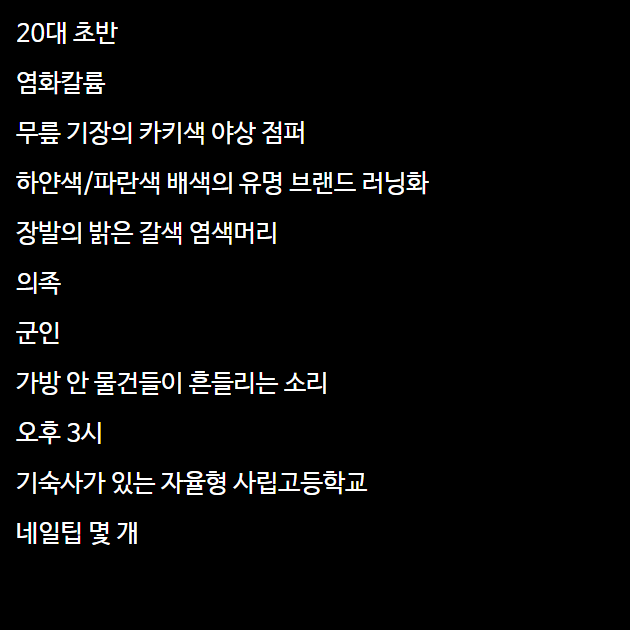 20대 초반
염화칼륨
무릎 기장의 카키색 야상 점퍼
하얀색/파란색 배색의 유명 브랜드 러닝화
장발의 밝은 갈색 염색머리
의족
군인
가방 안 물건들이 흔들리는 소리
오후 3시
기숙사가 있는 자율형 사립고등학교
네일팁 몇 개